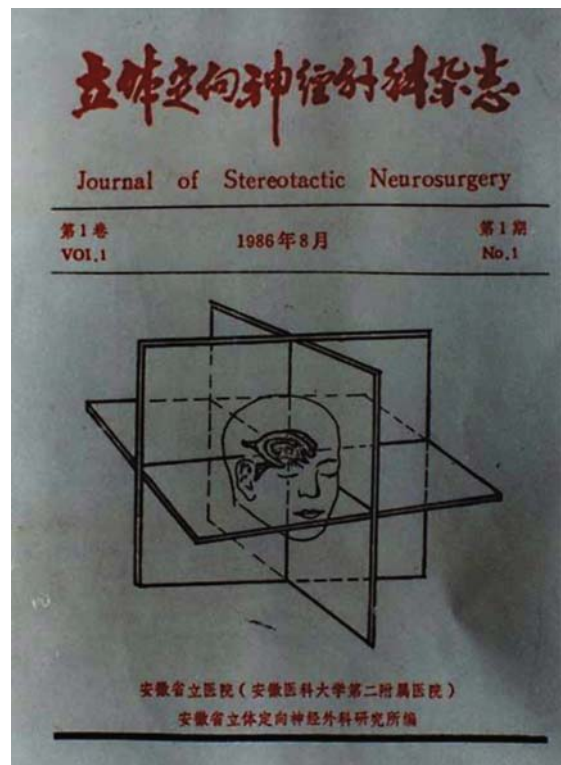 立体定向神经外科杂志
Journal of Stereotactic Neurosurgery
第1卷 1986年8月 第1期
VOI.1 No.1
安徽省立医院(安徽医科大学第二附属医院)
安徽省立体定向神经外科研究所编